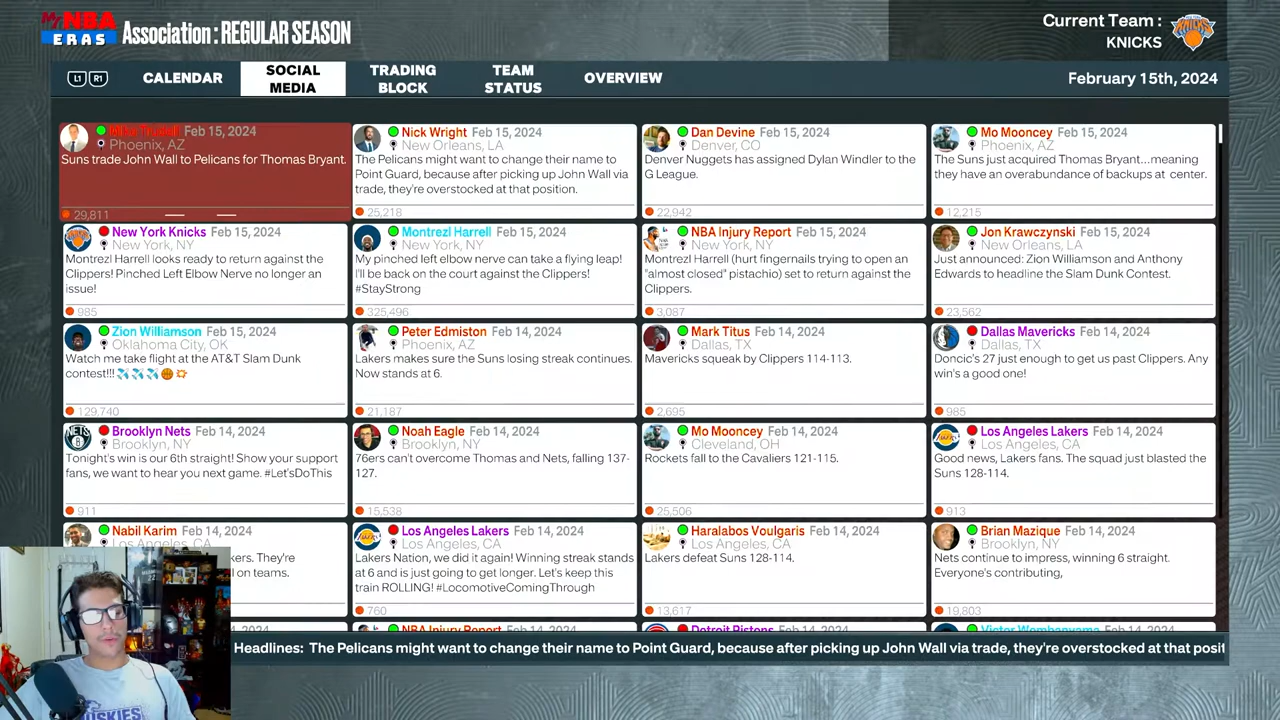 My NBA ERAS
Association : REGULAR SEASON
Current Team :
KNICKS
KNICKS
L1 R1
CALENDAR
SOCIAL MEDIA
TRADING BLOCK
TEAM STATUS
OVERVIEW
February 15th, 2024
Feb 15, 2024
Phoenix, AZ
Suns trade John Wall to Pelicans for Thomas Bryant.
29,811
Nick Wright Feb 15, 2024
New Orleans, LA
The Pelicans might want to change their name to
Point Guard, because after picking up John Wall via
trade, they're overstocked at that position.
25,218
Dan Devine Feb 15, 2024
Denver, CO
Denver Nuggets has assigned Dylan Windler to the
G League.
22,942
Mo Mooncey Feb 15, 2024
Phoenix, AZ
The Suns just acquired Thomas Bryant...meaning
they have an overabundance of backups at center.
12,215
New York Knicks Feb 15, 2024
New York, NY
Montrezl Harrell looks ready to return against the
Clippers! Pinched Left Elbow Nerve no longer an
issue!
985
Montrezl Harrell Feb 15, 2024
New York, NY
My pinched left elbow nerve can take a flying leap!
I'll be back on the court against the Clippers!
#StayStrong
325,496
NBA Injury Report Feb 15, 2024
New York, NY
Montrezl Harrell (hurt fingernails trying to open an
"almost closed" pistachio) set to return against the
Clippers.
3,087
Jon Krawczynski Feb 15, 2024
New Orleans, LA
Just announced: Zion Williamson and Anthony
Edwards to headline the Slam Dunk Contest.
23,562
Zion Williamson Feb 15, 2024
Oklahoma City, OK
Watch me take flight at the AT&T Slam Dunk
contest!!! ✈️✈️✈️🏀💥
129,740
Peter Edmiston Feb 14, 2024
Phoenix, AZ
Lakers makes sure the Suns losing streak continues.
Now stands at 6.
21,187
Mark Titus Feb 14, 2024
Dallas, TX
Mavericks squeak by Clippers 114-113.
2,695
Dallas Mavericks Feb 14, 2024
Dallas, TX
Doncic's 27 just enough to get us past Clippers. Any
win's a good one!
985
NETS
Brooklyn Nets Feb 14, 2024
Brooklyn, NY
Tonight's win is our 6th straight! Show your support
fans, we want to hear you next game. #Let'sDoThis
911
Noah Eagle Feb 14, 2024
Brooklyn, NY
76ers can't overcome Thomas and Nets, falling 137-
127.
15,538
Mo Mooncey Feb 14, 2024
Cleveland, OH
Rockets fall to the Cavaliers 121-115.
25,506
Los Angeles Lakers Feb 14, 2024
Los Angeles, CA
Good news, Lakers fans. The squad just blasted the
Suns 128-114.
913
Nabil Karim Feb 14, 2024
Los Angeles, CA
kers. They're
l on teams.
Los Angeles Lakers Feb 14, 2024
Los Angeles, CA
Lakers Nation, we did it again! Winning streak stands
at 6 and is just going to get longer. Let's keep this
train ROLLING! #LocomotiveComingThrough
760
Haralabos Voulgaris Feb 14, 2024
Los Angeles, CA
Lakers defeat Suns 128-114.
13,617
Brian Mazique Feb 14, 2024
Brooklyn, NY
Nets continue to impress, winning 6 straight.
Everyone's contributing,
19,803
NBA Injury Report Feb 14, 2024
Detroit Pistons Feb 14, 2024
Victor Wembanyama Feb 14, 2024
Headlines: The Pelicans might want to change their name to Point Guard, because after picking up John Wall via trade, they're overstocked at that posit
HUSKIES